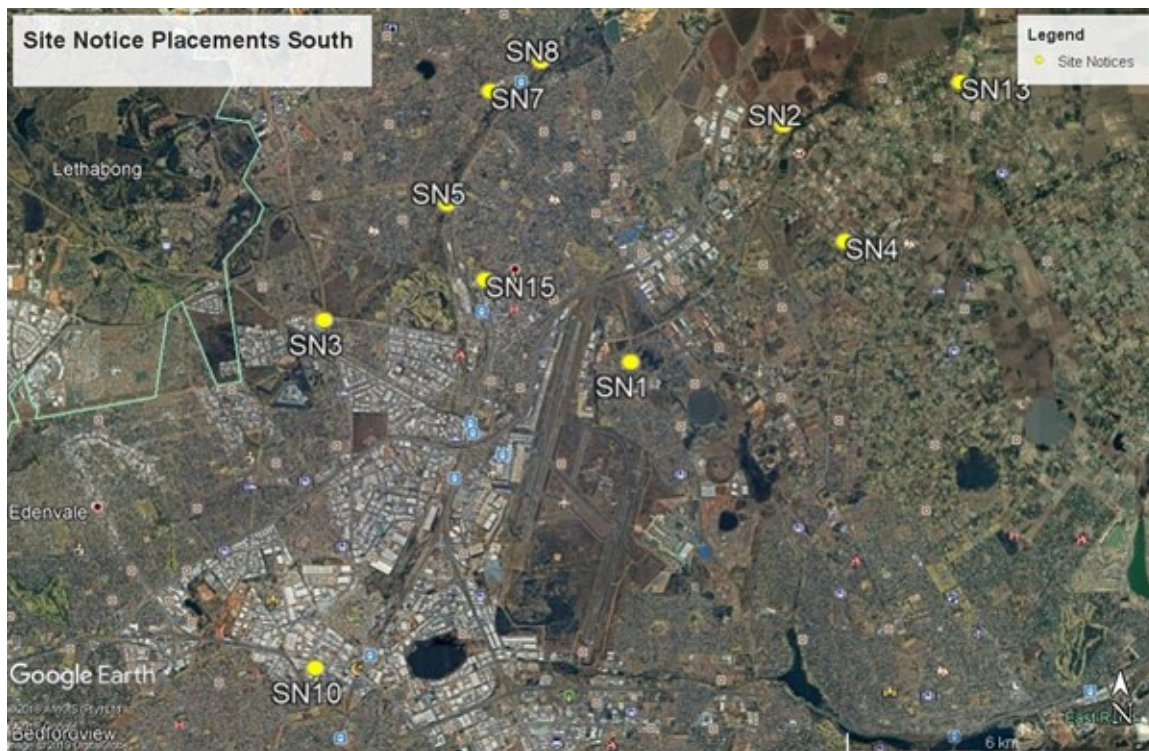 Site Notice Placements South
Legend
Site Notices
SN8
SN7
SN13
SN2
Lethabong
SN5
SN4
SN15
SN3
SN1
Edenvale
Google Earth
SN10
N
Bedfordview
6 km